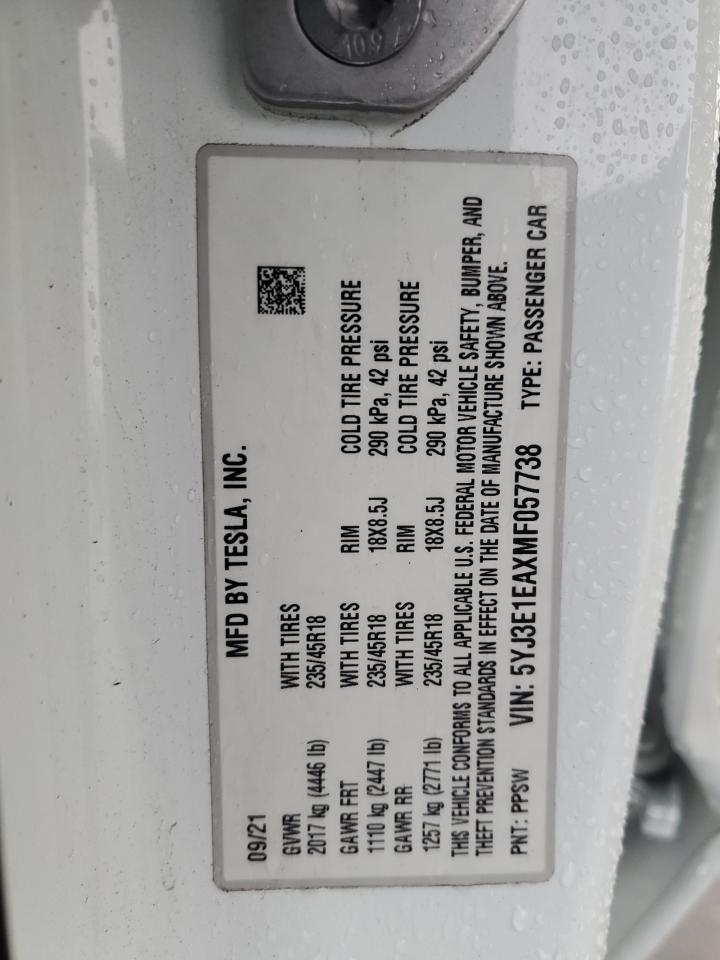 10.9
MFD BY TESLA, INC.
09/21
GVWR WITH TIRES
2017 kg (4446 lb) 235/45R18
GAWR FRT WITH TIRES RIM COLD TIRE PRESSURE
1110 kg (2447 lb) 235/45R18 18X8.5J 290 kPa, 42 psi
GAWR RR WITH TIRES RIM COLD TIRE PRESSURE
1257 kg (2771 lb) 235/45R18 18X8.5J 290 kPa, 42 psi
THIS VEHICLE CONFORMS TO ALL APPLICABLE U.S. FEDERAL MOTOR VEHICLE SAFETY, BUMPER, AND
THEFT PREVENTION STANDARDS IN EFFECT ON THE DATE OF MANUFACTURE SHOWN ABOVE.
PNT: PPSW VIN: 5YJ3E1EAXMF057738 TYPE: PASSENGER CAR